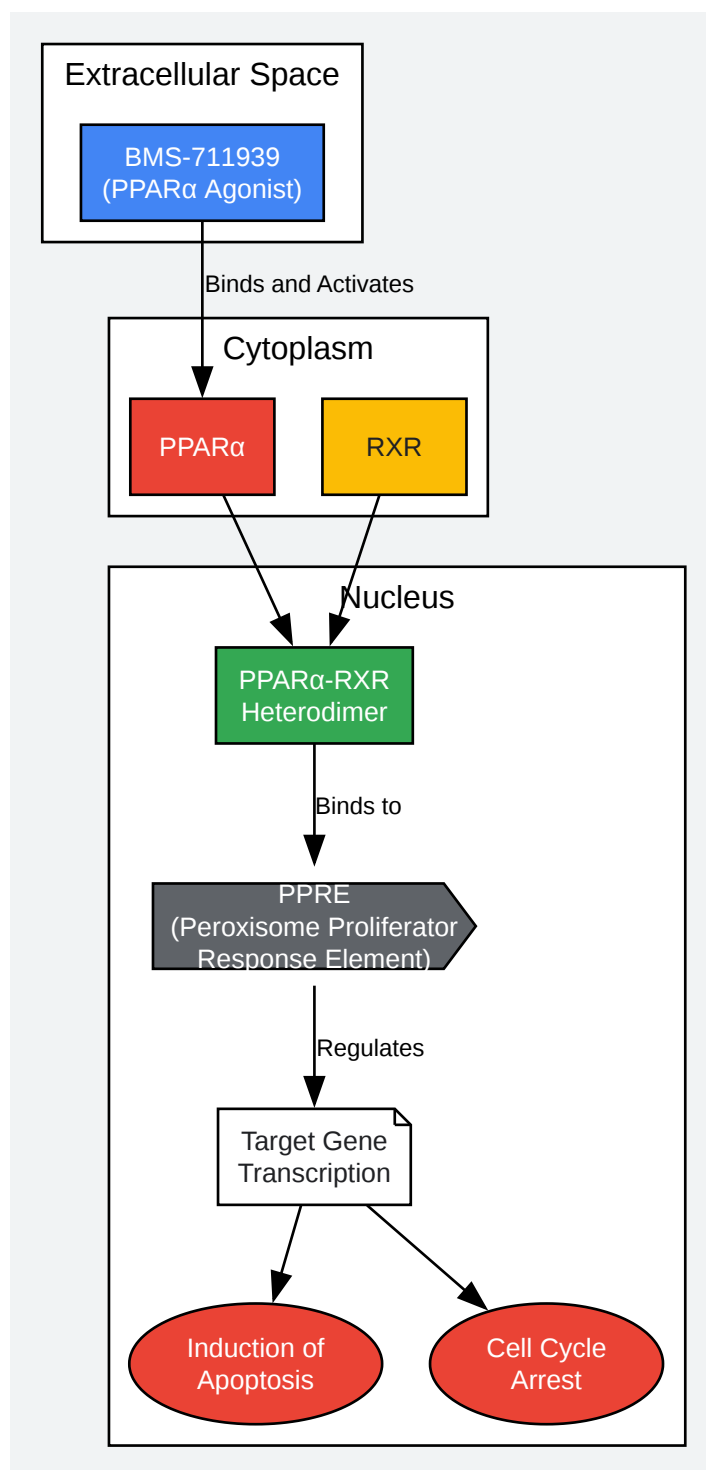 Extracellular Space
BMS-711939
(PPARα Agonist)
Binds and Activates
Cytoplasm
PPARα
RXR
Nucleus
PPARα-RXR
Heterodimer
Binds to
PPRE
(Peroxisome Proliferator
Response Element)
Regulates
Target Gene
Transcription
Induction of
Apoptosis
Cell Cycle
Arrest